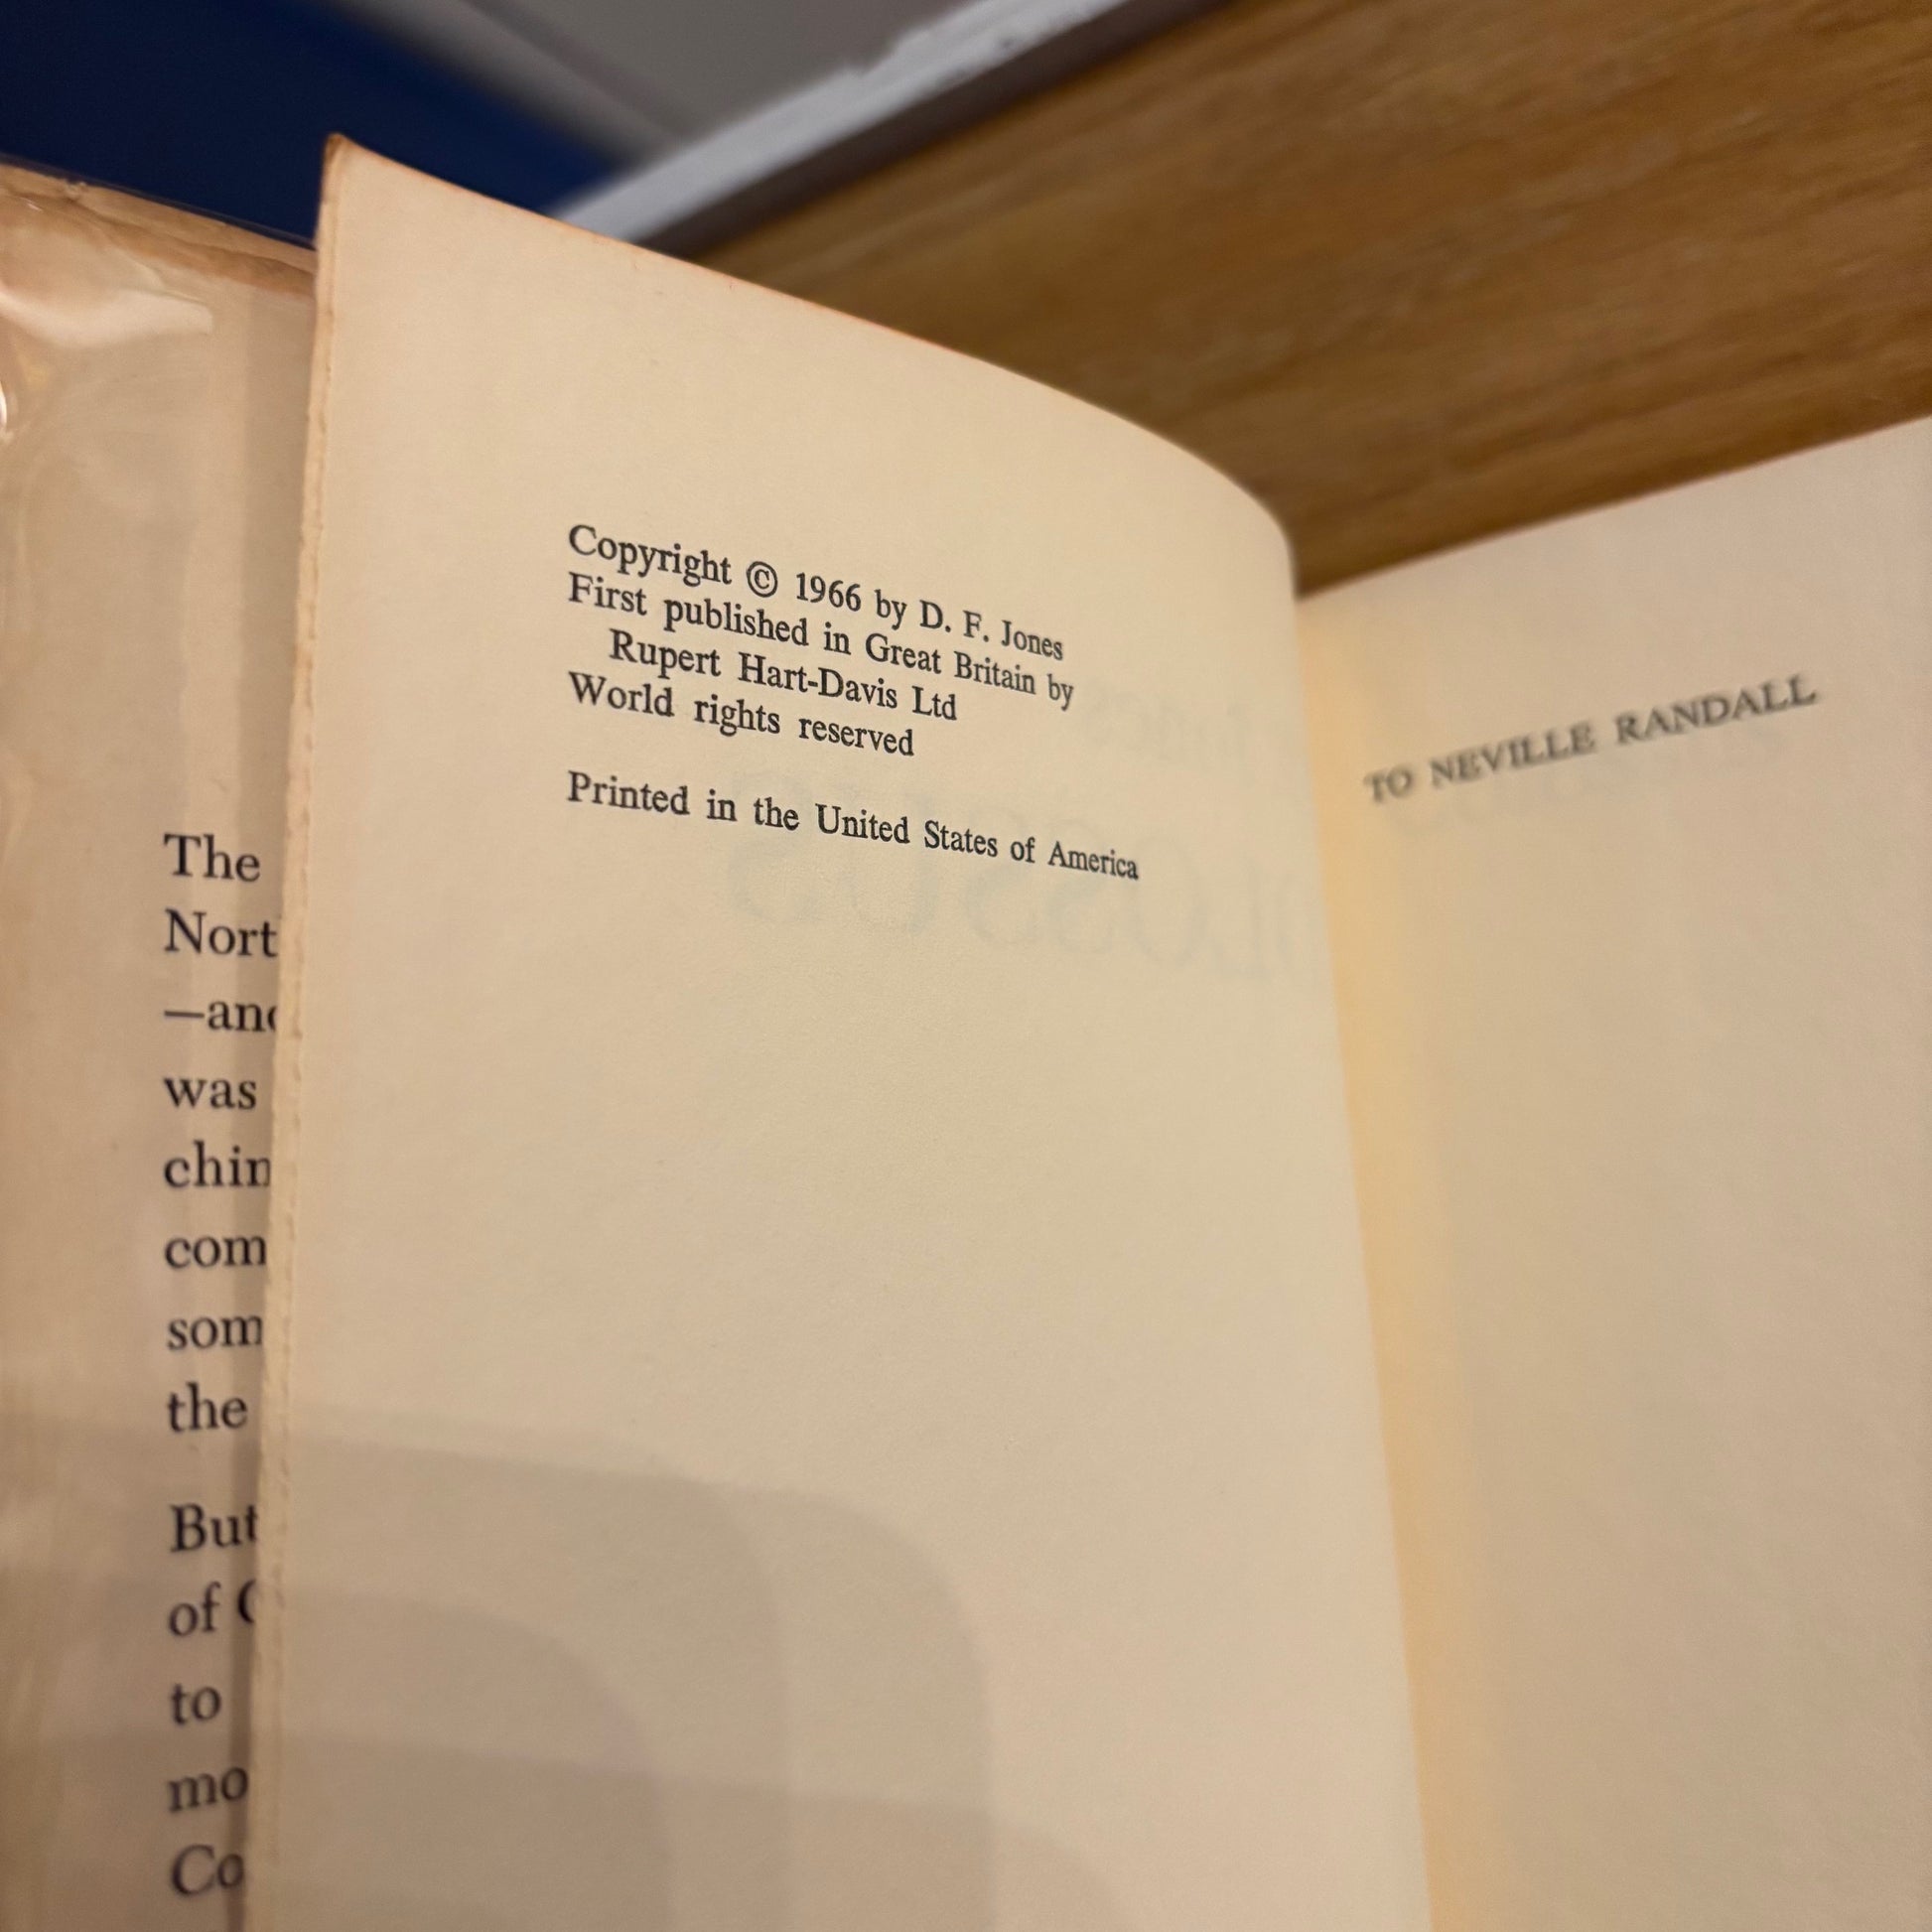 The
Nort
—and
was
chin
com
som
the
But
of C
to
mo
Co
Copyright © 1966 by D. F. Jones
First published in Great Britain by
Rupert Hart-Davis Ltd
World rights reserved
Printed in the United States of America
TO NEVILLE RANDALL